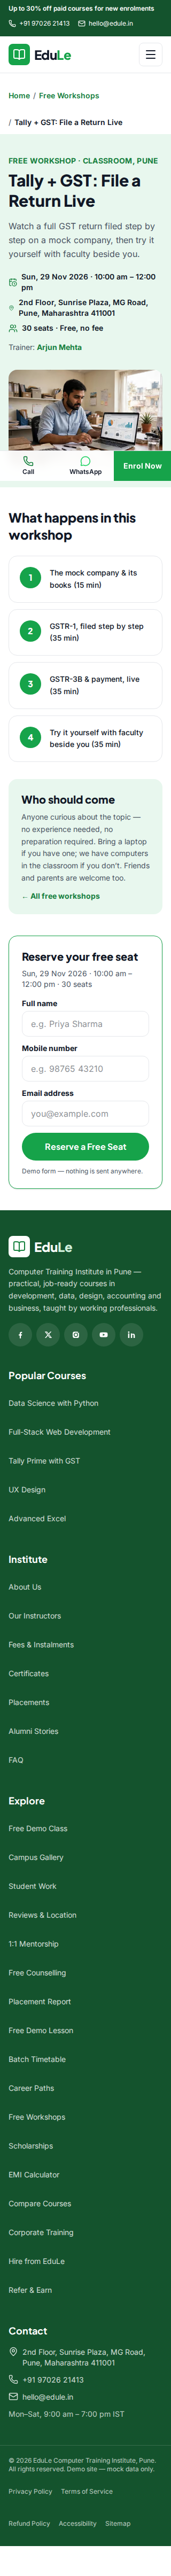 Up to 30% off paid courses for new enrolments
+91 97026 21413 hello@edule.in
EduLe
Home / Free Workshops
/ Tally + GST: File a Return Live
FREE WORKSHOP · CLASSROOM, PUNE
Tally + GST: File a
Return Live
Watch a full GST return filed step by
step on a mock company, then try it
yourself with faculty beside you.
Sun, 29 Nov 2026 · 10:00 am – 12:00
pm
2nd Floor, Sunrise Plaza, MG Road,
Pune, Maharashtra 411001
30 seats · Free, no fee
Trainer: Arjun Mehta
Call
WhatsApp
Enrol Now
What happens in this
workshop
1
The mock company & its
books (15 min)
2
GSTR-1, filed step by step
(35 min)
3
GSTR-3B & payment, live
(35 min)
4
Try it yourself with faculty
beside you (35 min)
Who should come
Anyone curious about the topic —
no experience needed, no
preparation required. Bring a laptop
if you have one; we have computers
in the classroom if you don't. Friends
and parents are welcome too.
← All free workshops
Reserve your free seat
Sun, 29 Nov 2026 · 10:00 am –
12:00 pm · 30 seats
Full name
e.g. Priya Sharma
Mobile number
e.g. 98765 43210
Email address
you@example.com
Reserve a Free Seat
Demo form — nothing is sent anywhere.
EduLe
Computer Training Institute in Pune —
practical, job-ready courses in
development, data, design, accounting and
business, taught by working professionals.
Popular Courses
Data Science with Python
Full-Stack Web Development
Tally Prime with GST
UX Design
Advanced Excel
Institute
About Us
Our Instructors
Fees & Instalments
Certificates
Placements
Alumni Stories
FAQ
Explore
Free Demo Class
Campus Gallery
Student Work
Reviews & Location
1:1 Mentorship
Free Counselling
Placement Report
Free Demo Lesson
Batch Timetable
Career Paths
Free Workshops
Scholarships
EMI Calculator
Compare Courses
Corporate Training
Hire from EduLe
Refer & Earn
Contact
2nd Floor, Sunrise Plaza, MG Road,
Pune, Maharashtra 411001
+91 97026 21413
hello@edule.in
Mon–Sat, 9:00 am – 7:00 pm IST
© 2026 EduLe Computer Training Institute, Pune.
All rights reserved. Demo site — mock data only.
Privacy Policy Terms of Service
Refund Policy Accessibility Sitemap